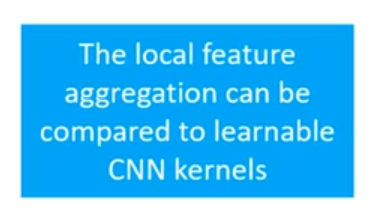 The local feature
aggregation can be
compared to learnable
CNN kernels